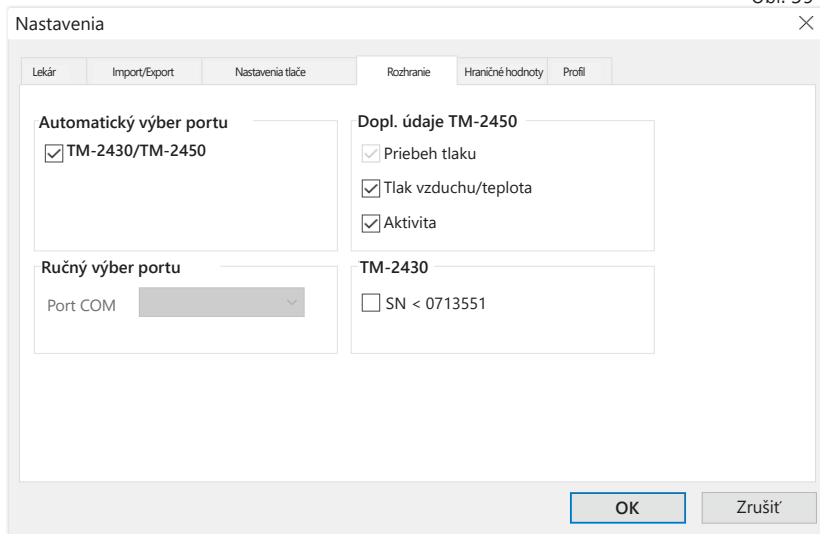 Obr. 39
Nastavenia
Lekár Import/Export Nastavenia tlače Rozhranie Hraničné hodnoty Profil
Automatický výber portu
TM-2430/TM-2450
Dopl. údaje TM-2450
Priebeh tlaku
Tlak vzduchu/teplota
Aktivita
Ručný výber portu
Port COM
TM-2430
SN < 0713551
OK Zrušiť